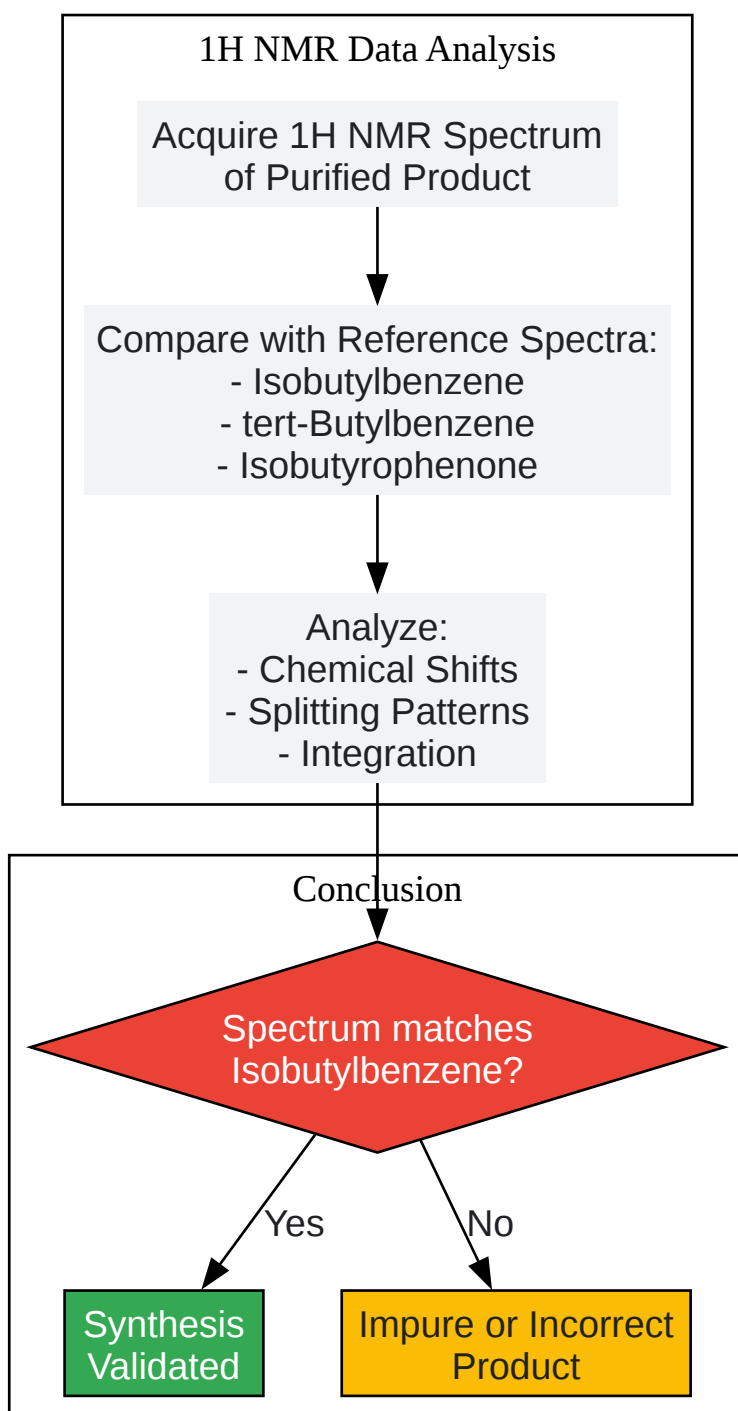 1H NMR Data Analysis
Acquire 1H NMR Spectrum
of Purified Product
Compare with Reference Spectra:
- Isobutylbenzene
- tert-Butylbenzene
- Isobutyrophenone
Analyze:
- Chemical Shifts
- Splitting Patterns
- Integration
Conclusion
Spectrum matches
Isobutylbenzene?
Yes
No
Synthesis
Validated
Impure or Incorrect
Product